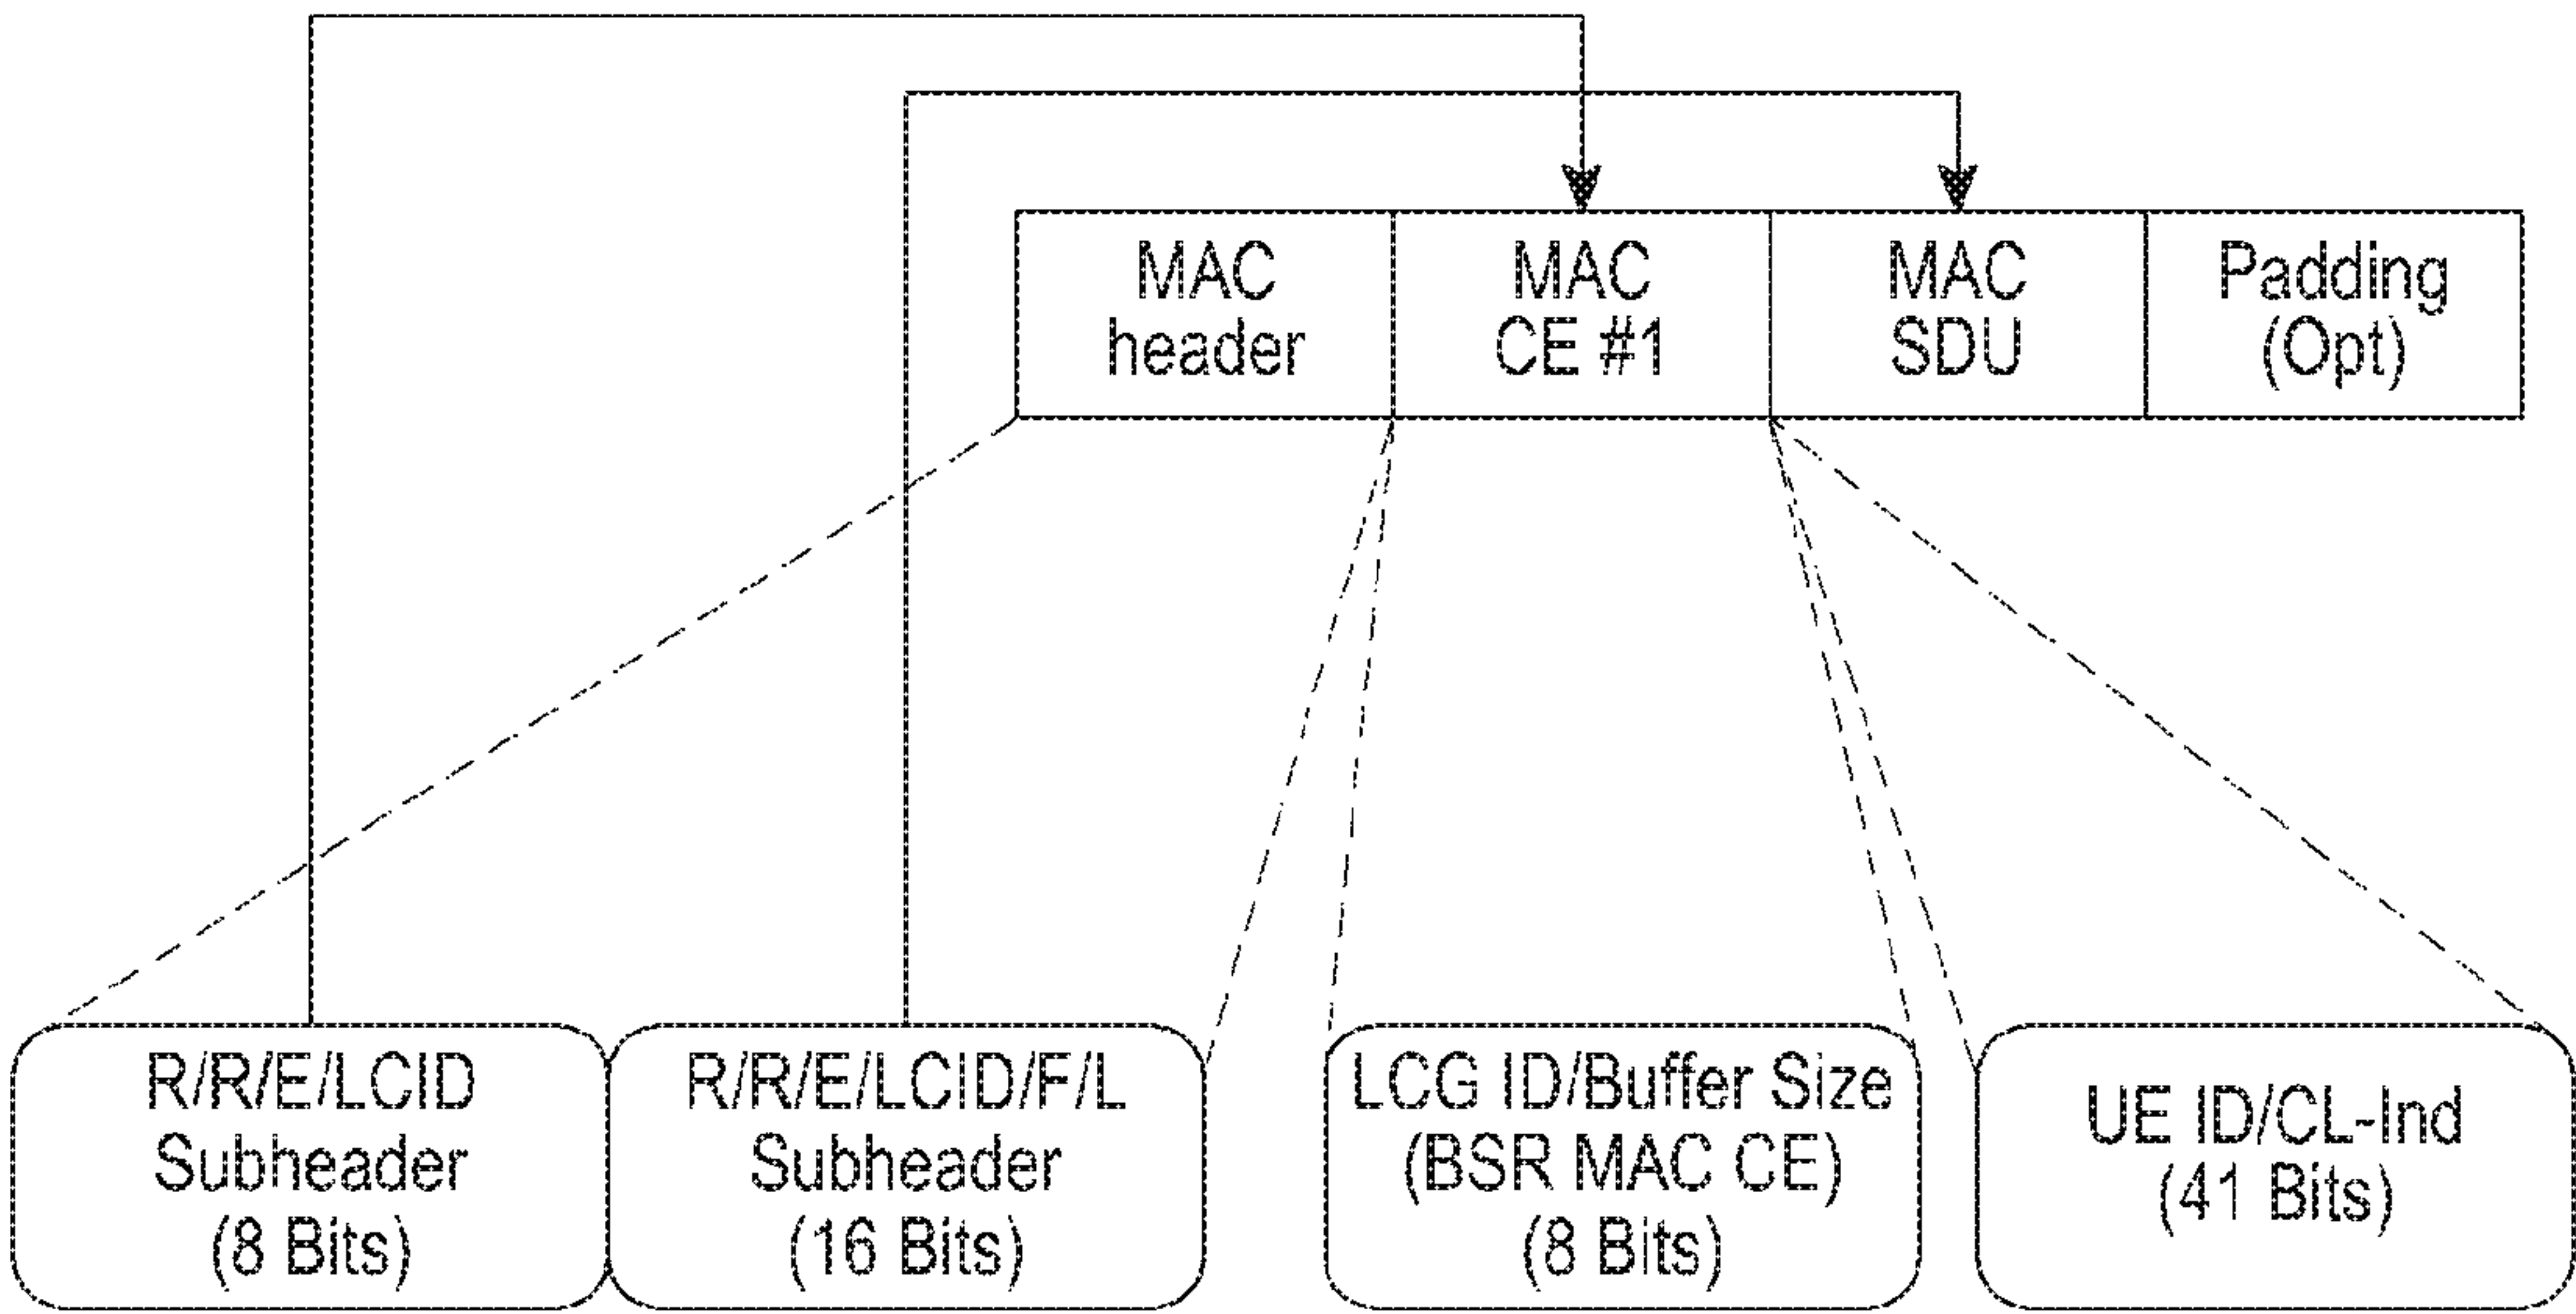 MAC
header
MAC
CE #1
MAC
SDU
Padding
(Opt)
R/R/E/LCID
Subheader
(8 Bits)
R/R/E/LCID/F/L
Subheader
(16 Bits)
LCG ID/Buffer Size
(BSR MAC CE)
(8 Bits)
UE ID/CL-Ind
(41 Bits)